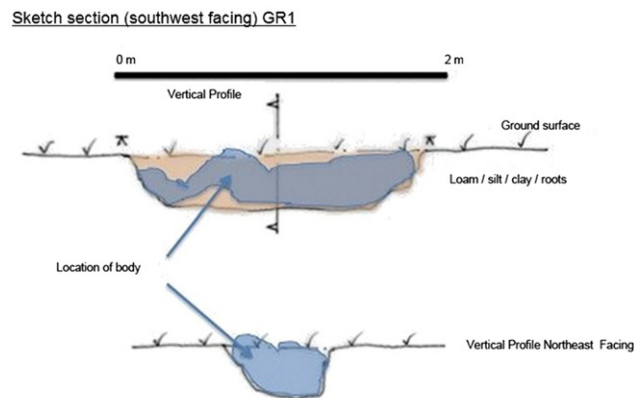 Sketch section (southwest facing) GR1
0 m
2 m
Vertical Profile
Ground surface
Loam / silt / clay / roots
Location of body
Vertical Profile Northeast Facing